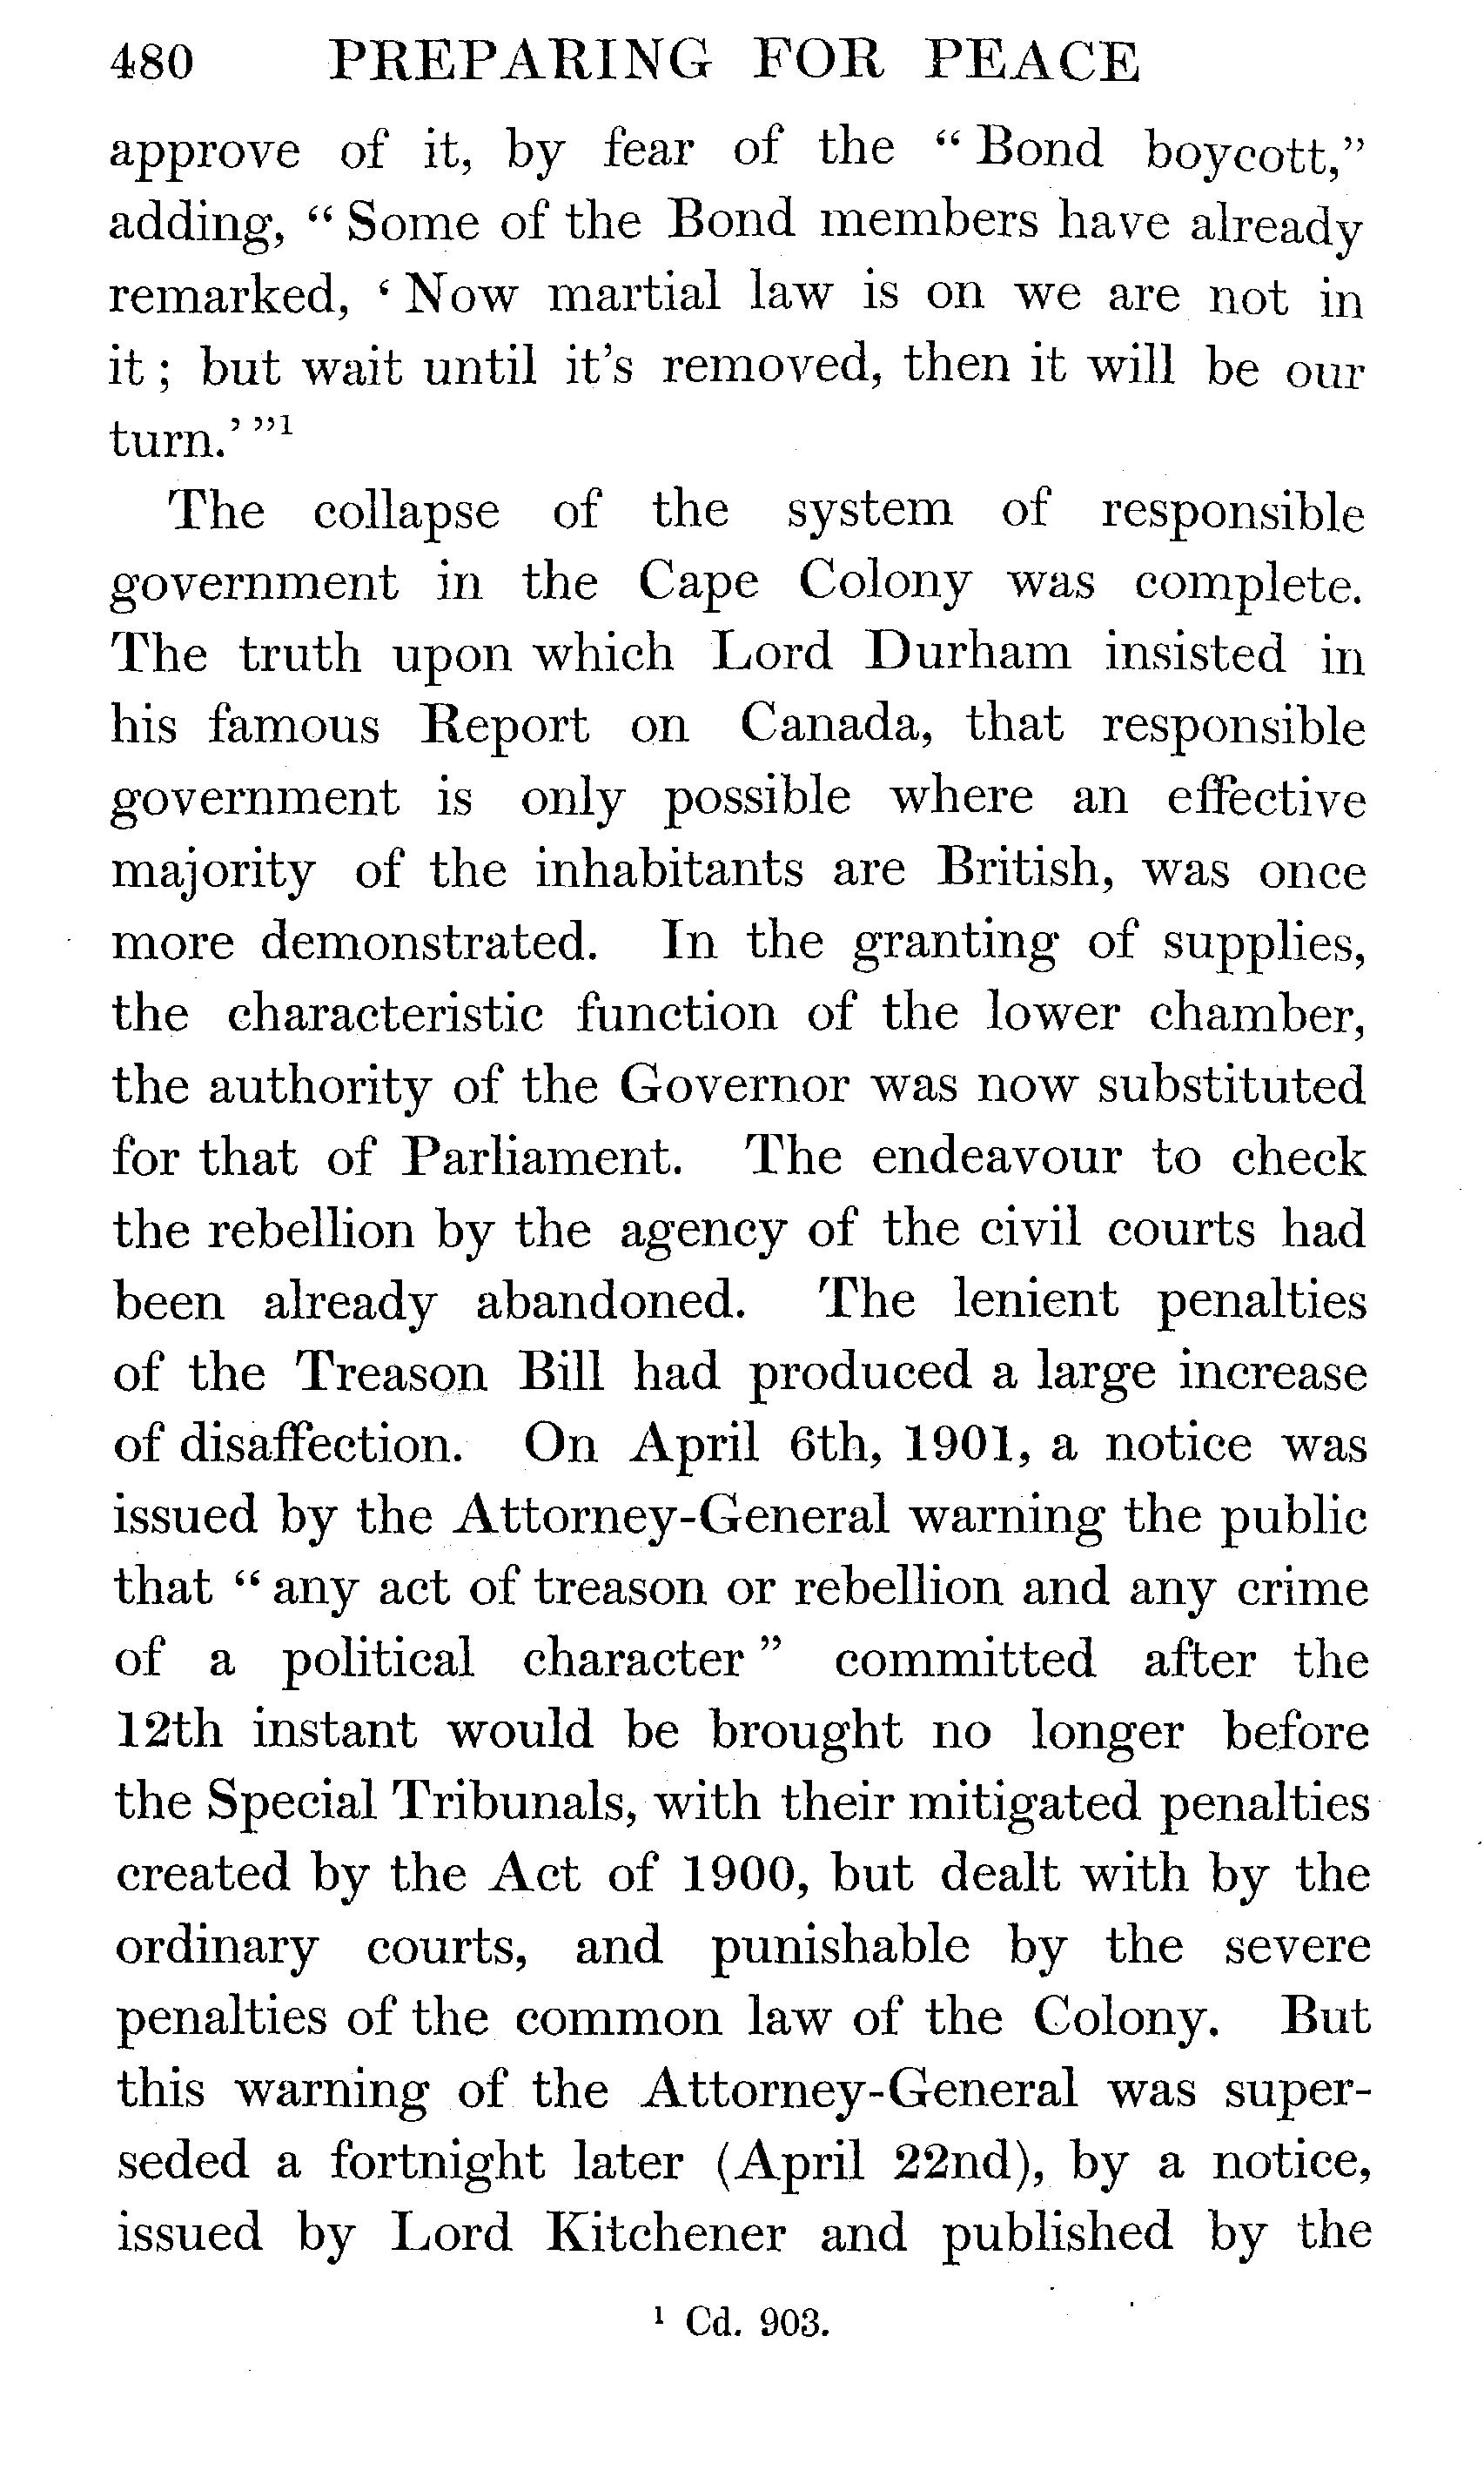 480 PREPARING FOR PEACE
approve of it, by fear of the “ Bond boycott,”
adding, “ Some of the Bond members have already
remarked, ‘ Now martial law is on we are not in
it ; but wait until it's removed, then it will be our
turn.’ ”¹
The collapse of the system of responsible
government in the Cape Colony was complete.
The truth upon which Lord Durham insisted in
his famous Report on Canada, that responsible
government is only possible where an effective
majority of the inhabitants are British, was once
more demonstrated. In the granting of supplies,
the characteristic function of the lower chamber,
the authority of the Governor was now substituted
for that of Parliament. The endeavour to check
the rebellion by the agency of the civil courts had
been already abandoned. The lenient penalties
of the Treason Bill had produced a large increase
of disaffection. On April 6th, 1901, a notice was
issued by the Attorney-General warning the public
that “ any act of treason or rebellion and any crime
of a political character ” committed after the
12th instant would be brought no longer before
the Special Tribunals, with their mitigated penalties
created by the Act of 1900, but dealt with by the
ordinary courts, and punishable by the severe
penalties of the common law of the Colony. But
this warning of the Attorney-General was super-
seded a fortnight later (April 22nd), by a notice,
issued by Lord Kitchener and published by the
¹ Cd. 903.